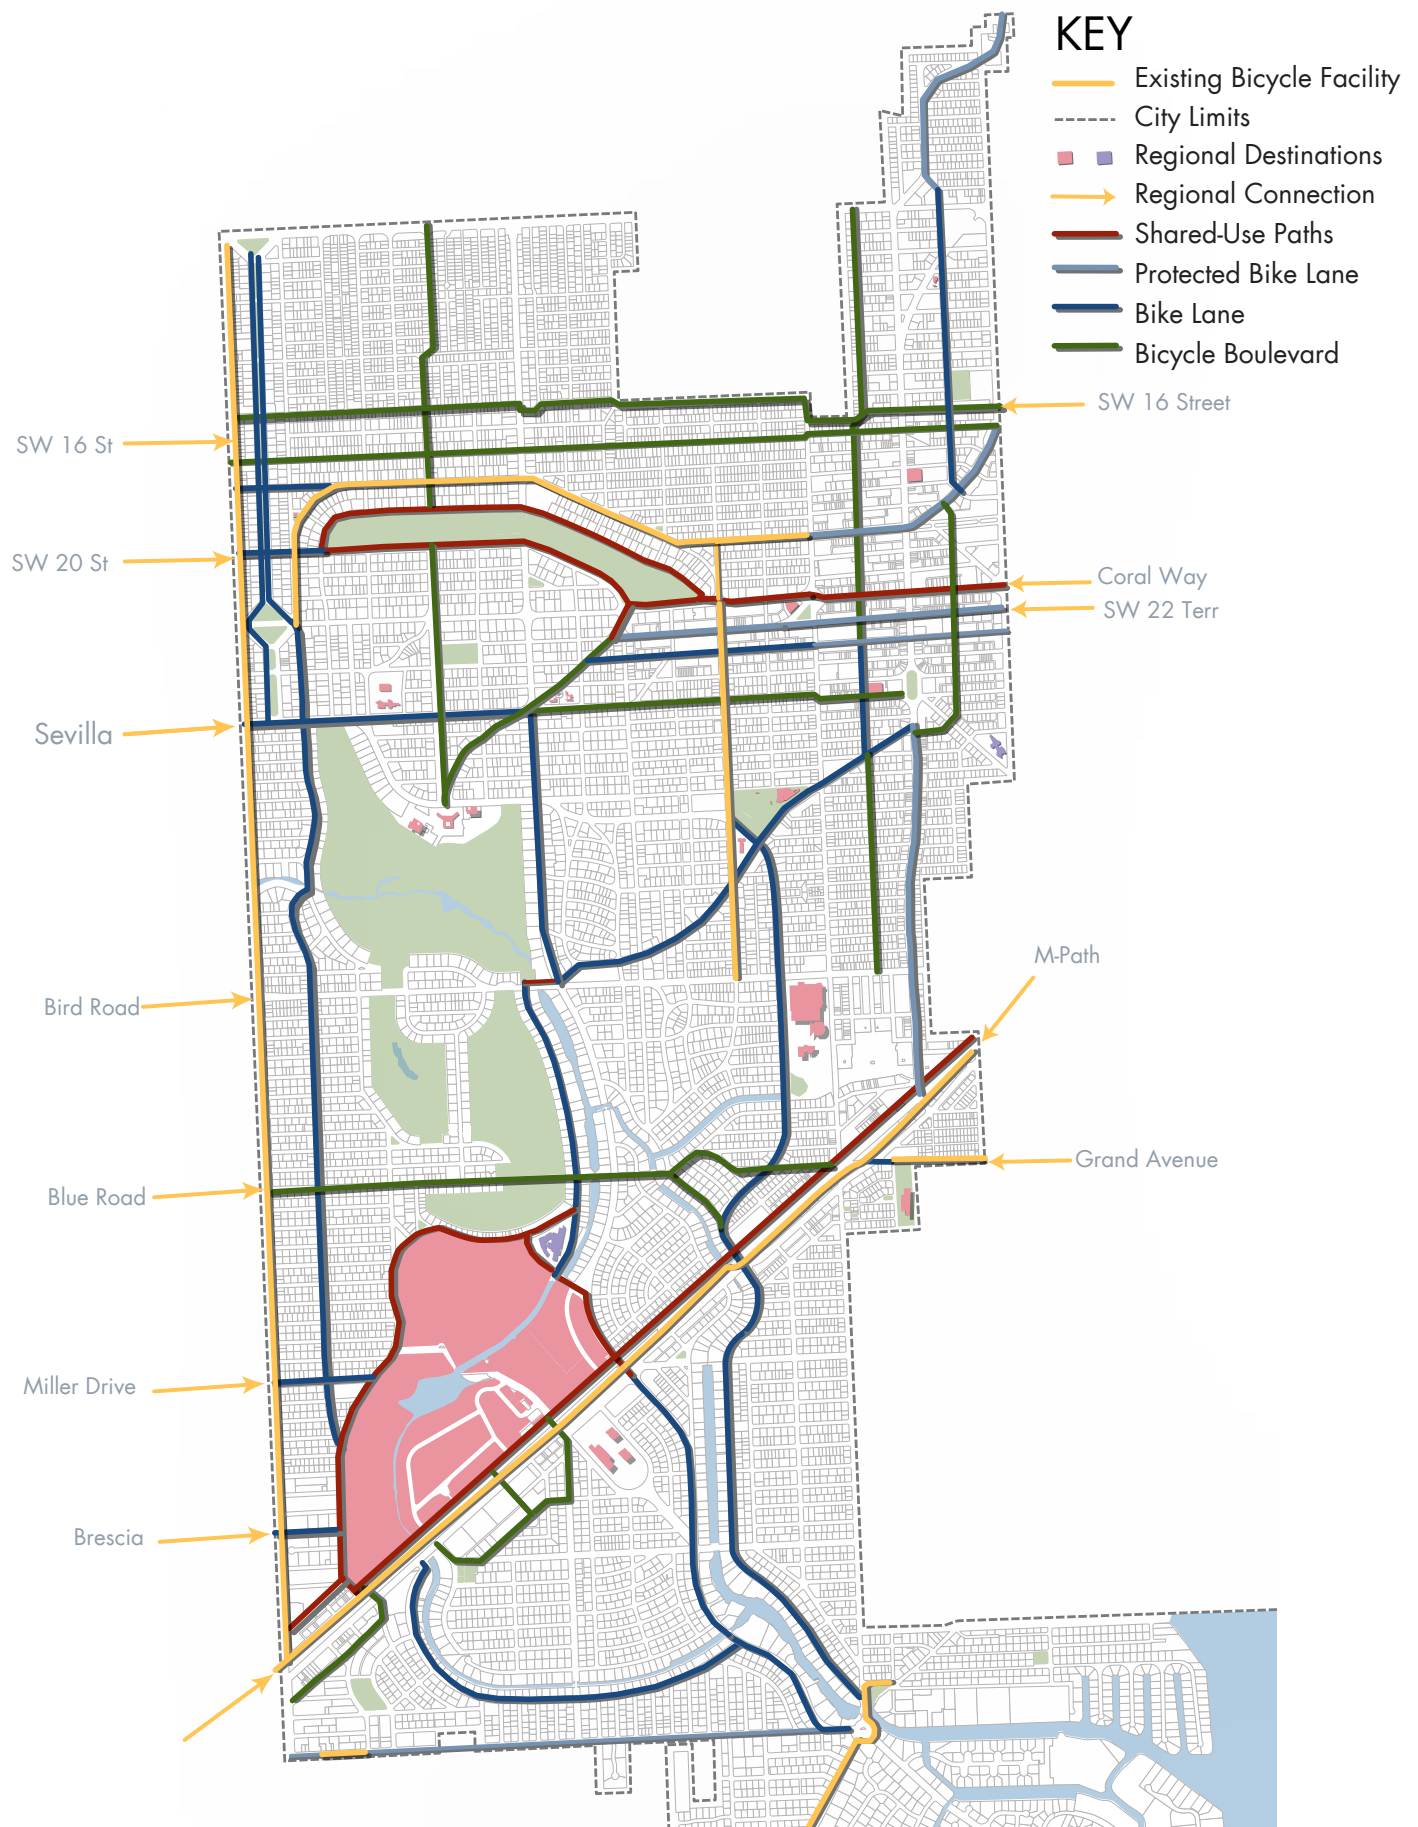 KEY
Existing Bicycle Facility
City Limits
Regional Destinations
Regional Connection
Shared-Use Paths
Protected Bike Lane
Bike Lane
Bicycle Boulevard
SW 16 Street
SW 16 St
SW 20 St
Coral Way
SW 22 Terr
Sevilla
M-Path
Bird Road
Grand Avenue
Blue Road
Miller Drive
Brescia